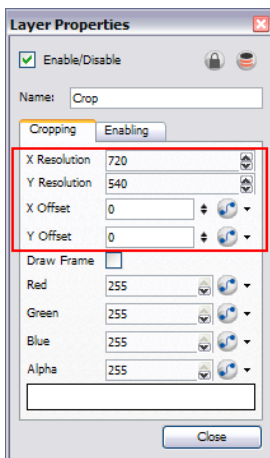 Layer Properties
Enable/Disable
Name: Crop
Cropping Enabling
X Resolution 720
Y Resolution 540
X Offset 0
Y Offset 0
Draw Frame
Red 255
Green 255
Blue 255
Alpha 255
Close